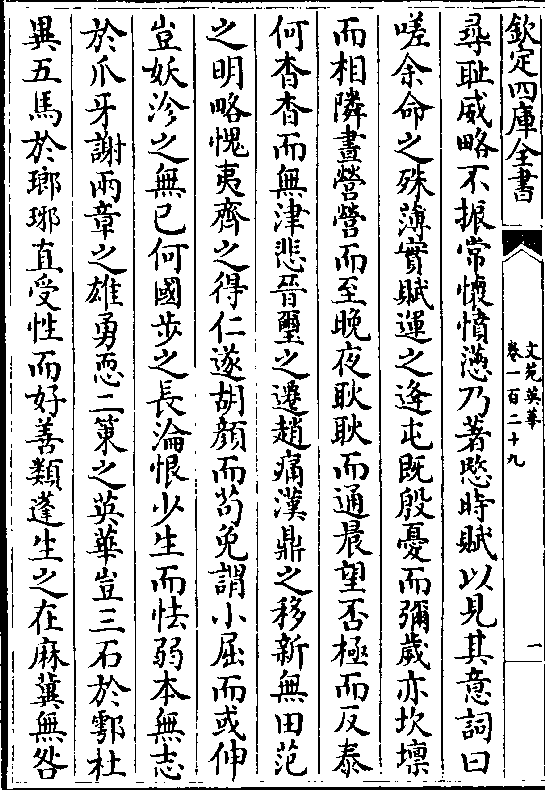 欽定四庫全書
文苑英華
卷一百二十九
一
尋耻威略不振常懷憤懣乃著愍時賦以見其意詞曰
嗟余命之殊薄實賦運之逢屯既殷憂而彌歲亦坎壈
而相隣晝營營而至晚夜耿耿而通晨望否極而反泰
何杳杳而無津悲晉璽之遷趙痛漢鼎之移新無田范
之明略愧夷齊之得仁遂胡顏而苟免謂小屈而或伸
豈妖沴之無已何國步之長淪恨少生而怯弱本無志
於爪牙謝兩章之雄勇恧二策之英華豈三石於鄠杜
異五馬於瑯琊直受性而好善類蓬生之在麻冀無咎